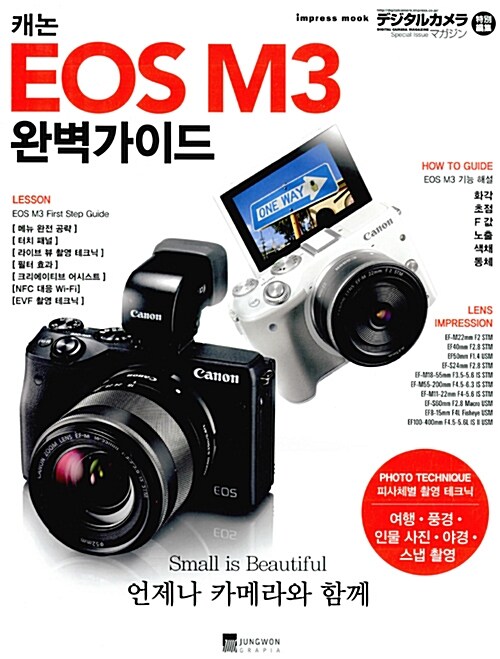 impress mook
デジタルカメラ
DIGITAL CAMERA MAGAZINE
Special Issue マガジン
特別編集
캐논
EOS M3
완벽가이드
LESSON
EOS M3 First Step Guide
[ 메뉴 완전 공략 ]
[ 터치 패널 ]
[ 라이브 뷰 촬영 테크닉 ]
[ 필터 효과 ]
[ 크리에이티브 어시스트 ]
[NFC 대응 Wi-Fi]
[EVF 촬영 테크닉 ]
HOW TO GUIDE
EOS M3 기능 해설
화각
초점
F 값
노출
색채
동체
ONE WAY
Canon
Canon
Canon
EOS
LENS
IMPRESSION
EF-M22mm F2 STM
EF40mm F2.8 STM
EF50mm F1.4 USM
EF-S24mm F2.8 STM
EF-M18-55mm F3.5-5.6 IS STM
EF-M55-200mm F4.5-6.3 IS STM
EF-M11-22mm F4-5.6 IS STM
EF-S60mm F2.8 Macro USM
EF8-15mm F4L Fisheye USM
EF100-400mm F4.5-5.6L IS II USM
PHOTO TECHNIQUE
피사체별 촬영 테크닉
여행 · 풍경 ·
인물 사진 · 야경 ·
스냅 촬영
Small is Beautiful
언제나 카메라와 함께
JUNGWON
GRAPIA